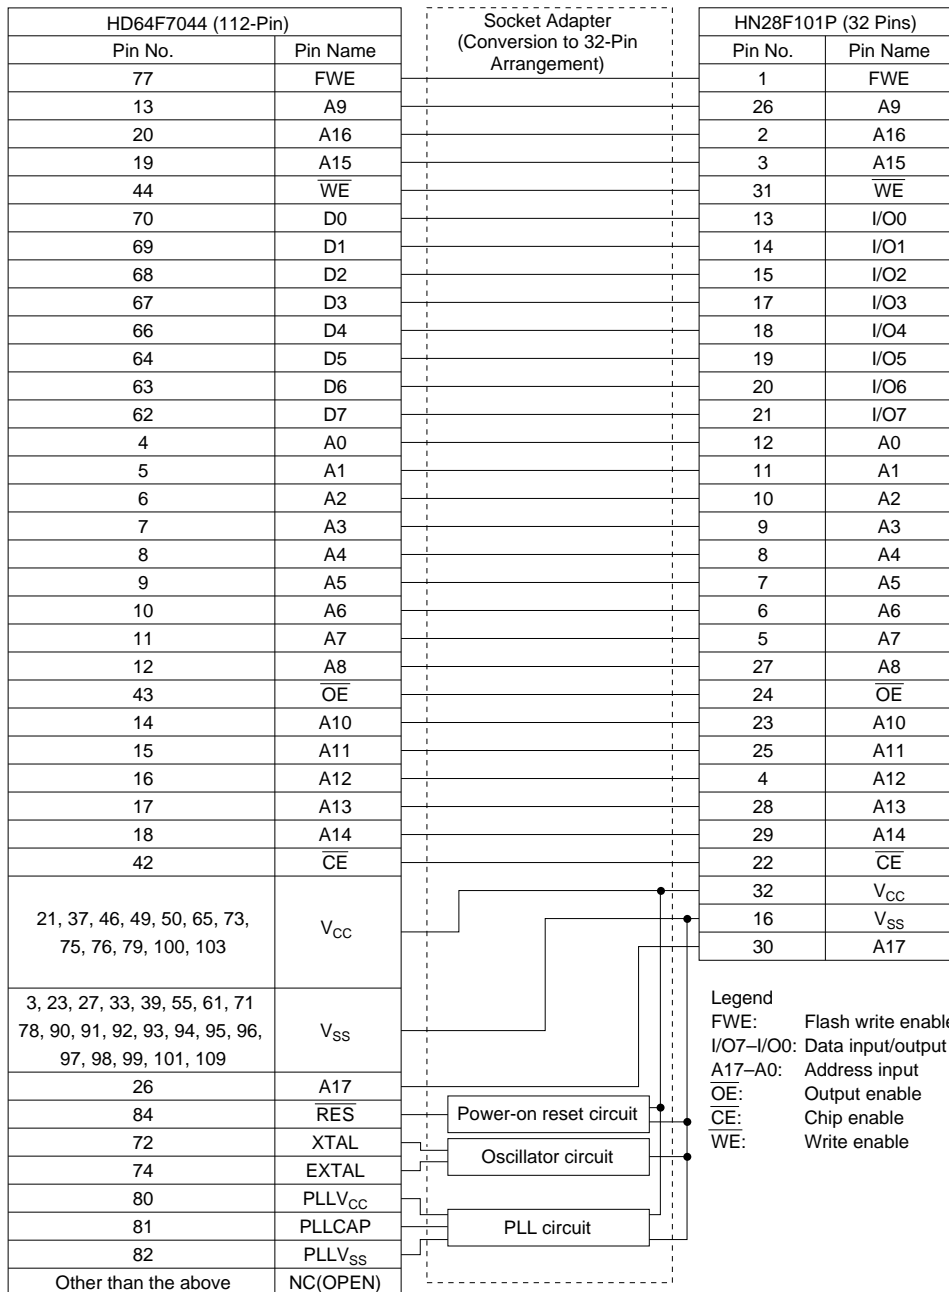 HD64F7044 (112-Pin)
Pin No. Pin Name
77 FWE
13 A9
20 A16
19 A15
44 W̅E̅
70 D0
69 D1
68 D2
67 D3
66 D4
64 D5
63 D6
62 D7
4 A0
5 A1
6 A2
7 A3
8 A4
9 A5
10 A6
11 A7
12 A8
43 O̅E̅
14 A10
15 A11
16 A12
17 A13
18 A14
42 C̅E̅
21, 37, 46, 49, 50, 65, 73,
75, 76, 79, 100, 103
VCC
3, 23, 27, 33, 39, 55, 61, 71
78, 90, 91, 92, 93, 94, 95, 96,
97, 98, 99, 101, 109
VSS
26 A17
84 R̅E̅S̅
72 XTAL
74 EXTAL
80 PLLVCC
81 PLLCAP
82 PLLVSS
Other than the above NC(OPEN)
Socket Adapter
(Conversion to 32-Pin
Arrangement)
Power-on reset circuit
Oscillator circuit
PLL circuit
HN28F101P (32 Pins)
Pin No. Pin Name
1 FWE
26 A9
2 A16
3 A15
31 W̅E̅
13 I/O0
14 I/O1
15 I/O2
17 I/O3
18 I/O4
19 I/O5
20 I/O6
21 I/O7
12 A0
11 A1
10 A2
9 A3
8 A4
7 A5
6 A6
5 A7
27 A8
24 O̅E̅
23 A10
25 A11
4 A12
28 A13
29 A14
22 C̅E̅
32 VCC
16 VSS
30 A17
Legend
FWE: Flash write enable
I/O7–I/O0: Data input/output
A17–A0: Address input
O̅E̅: Output enable
C̅E̅: Chip enable
W̅E̅: Write enable